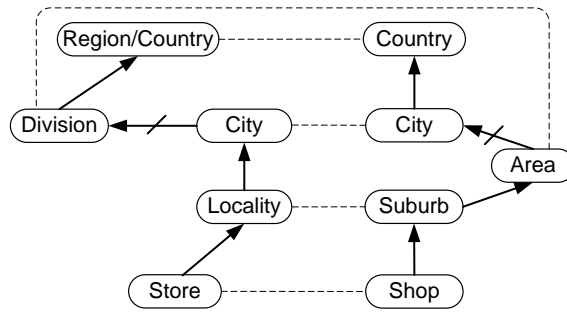 Region/Country
Country
Division
City
City
Area
Locality
Suburb
Store
Shop